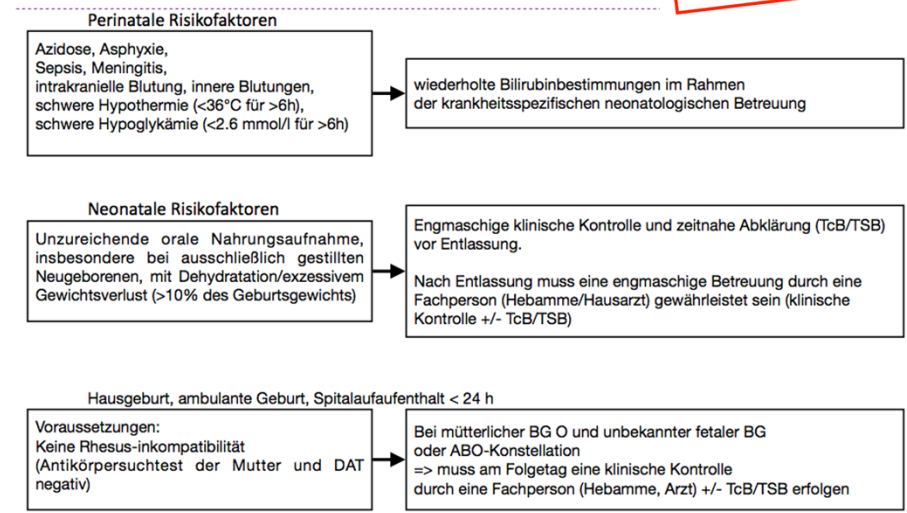 Perinatale Risikofaktoren
Azidose, Asphyxie,
Sepsis, Meningitis,
intrakranielle Blutung, innere Blutungen,
schwere Hypothermie (<36°C für >6h),
schwere Hypoglykämie (<2.6 mmol/l für >6h)
wiederholte Bilirubinbestimmungen im Rahmen
der krankheitsspezifischen neonatologischen Betreuung
Neonatale Risikofaktoren
Unzureichende orale Nahrungsaufnahme,
insbesondere bei ausschließlich gestillten
Neugeborenen, mit Dehydratation/exzessivem
Gewichtsverlust (>10% des Geburtsgewichts)
Engmaschige klinische Kontrolle und zeitnahe Abklärung (TcB/TSB)
vor Entlassung.
Nach Entlassung muss eine engmaschige Betreuung durch eine
Fachperson (Hebamme/Hausarzt) gewährleistet sein (klinische
Kontrolle +/- TcB/TSB)
Hausgeburt, ambulante Geburt, Spitalaufaufenthalt < 24 h
Voraussetzungen:
Keine Rhesus-inkompatibilität
(Antikörpersuchtest der Mutter und DAT
negativ)
Bei mütterlicher BG O und unbekannter fetaler BG
oder ABO-Konstellation
=> muss am Folgetag eine klinische Kontrolle
durch eine Fachperson (Hebamme, Arzt) +/- TcB/TSB erfolgen